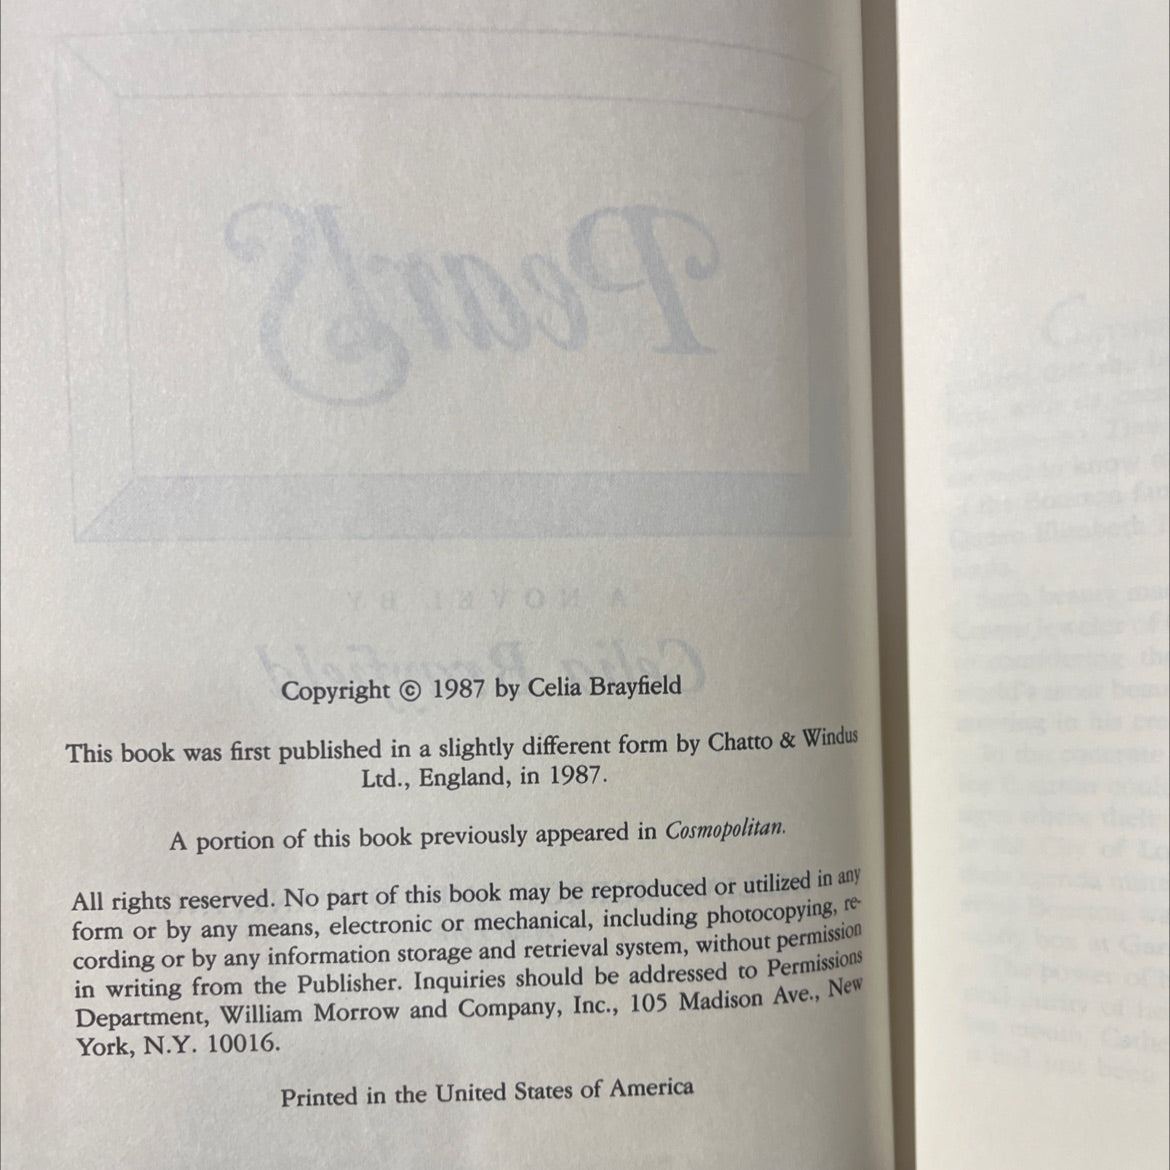 Pearls
A NOVEL BY
Celia Brayfield
Copyright © 1987 by Celia Brayfield
This book was first published in a slightly different form by Chatto & Windus
Ltd., England, in 1987.
A portion of this book previously appeared in Cosmopolitan.
All rights reserved. No part of this book may be reproduced or utilized in any
form or by any means, electronic or mechanical, including photocopying, re-
cording or by any information storage and retrieval system, without permission
in writing from the Publisher. Inquiries should be addressed to Permissions
Department, William Morrow and Company, Inc., 105 Madison Ave., New
York, N.Y. 10016.
Printed in the United States of America